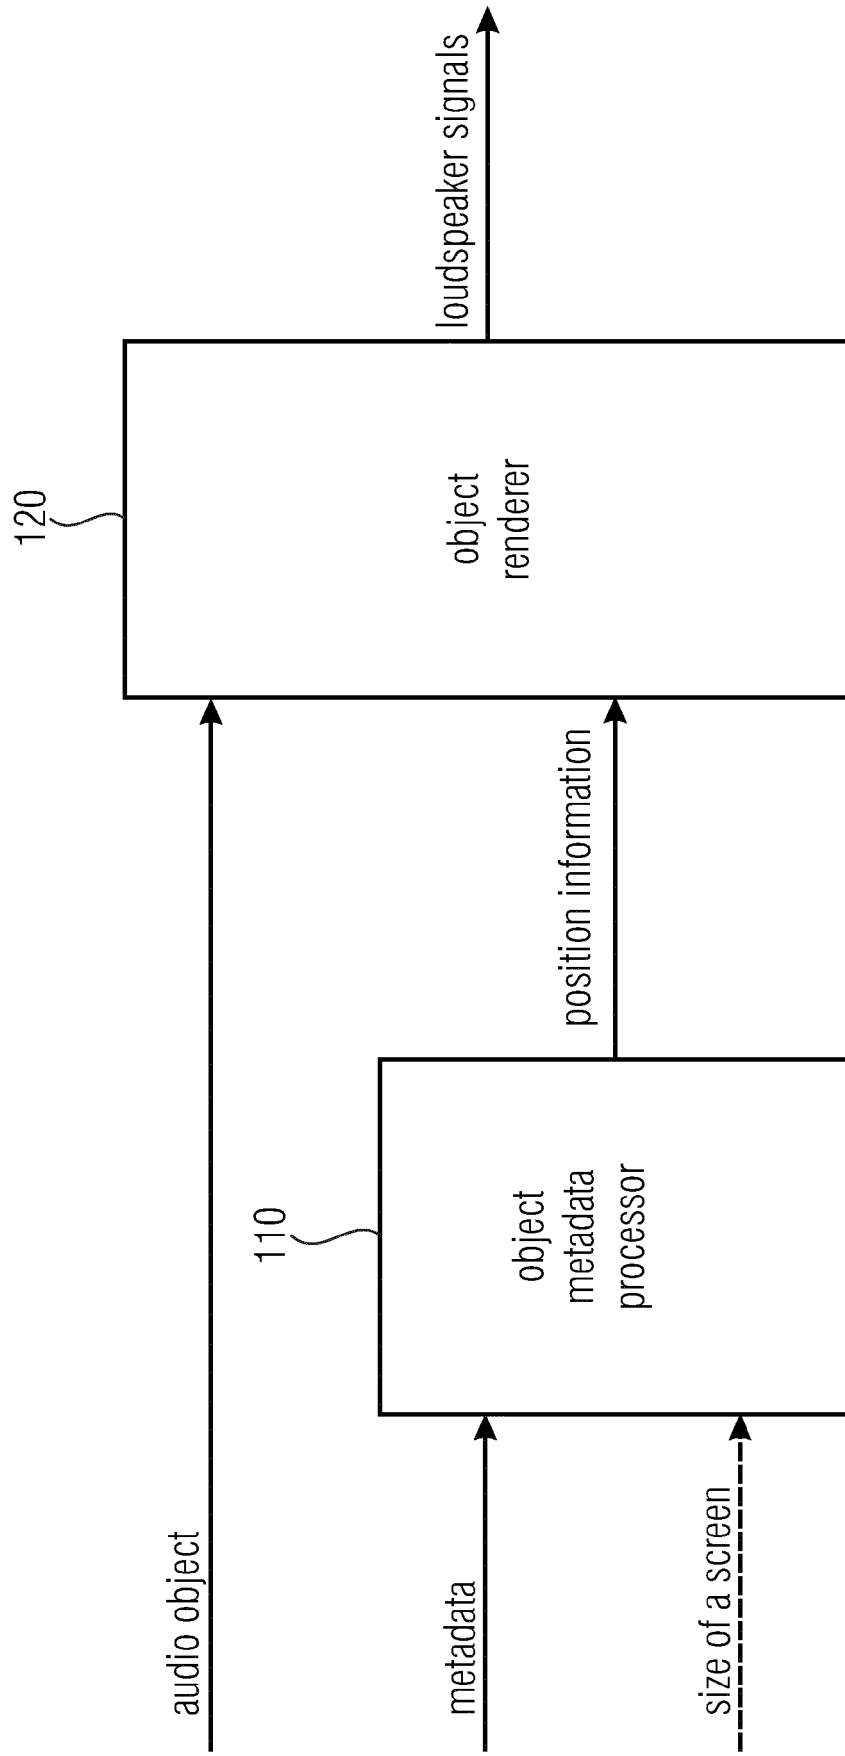 audio object
metadata
size of a screen
110
object
metadata
processor
position information
120
object
renderer
loudspeaker signals